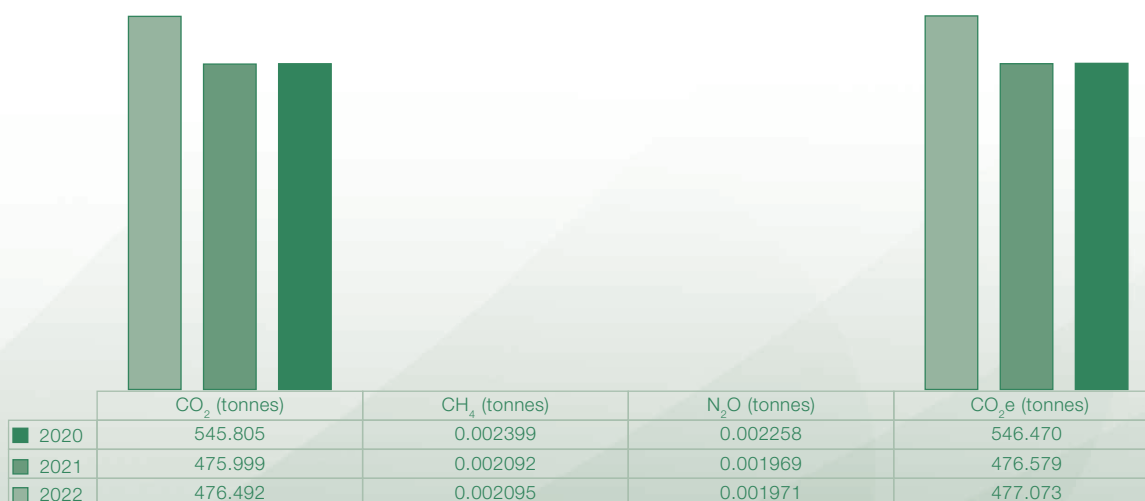 CO₂ (tonnes) CH₄ (tonnes) N₂O (tonnes) CO₂e (tonnes)
2020 545.805 0.002399 0.002258 546.470
2021 475.999 0.002092 0.001969 476.579
2022 476.492 0.002095 0.001971 477.073